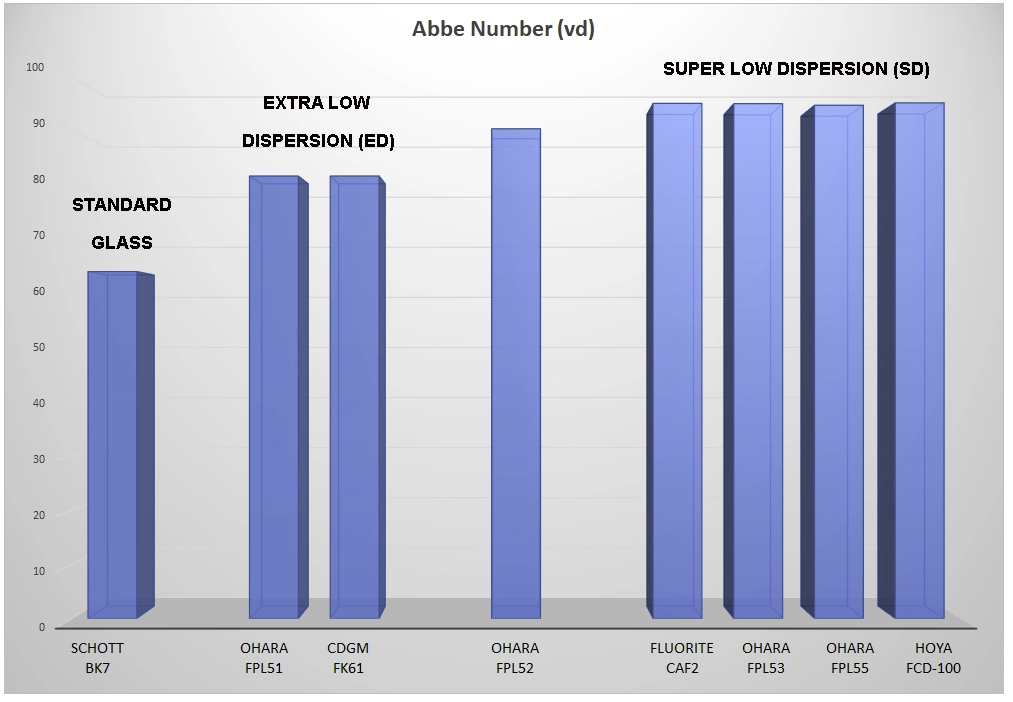 Abbe Number (vd)
100
90
80
70
60
50
40
30
20
10
0
STANDARD
GLASS
EXTRA LOW
DISPERSION (ED)
SUPER LOW DISPERSION (SD)
SCHOTT
BK7
OHARA
FPL51
CDGM
FK61
OHARA
FPL52
FLUORITE
CAF2
OHARA
FPL53
OHARA
FPL55
HOYA
FCD-100